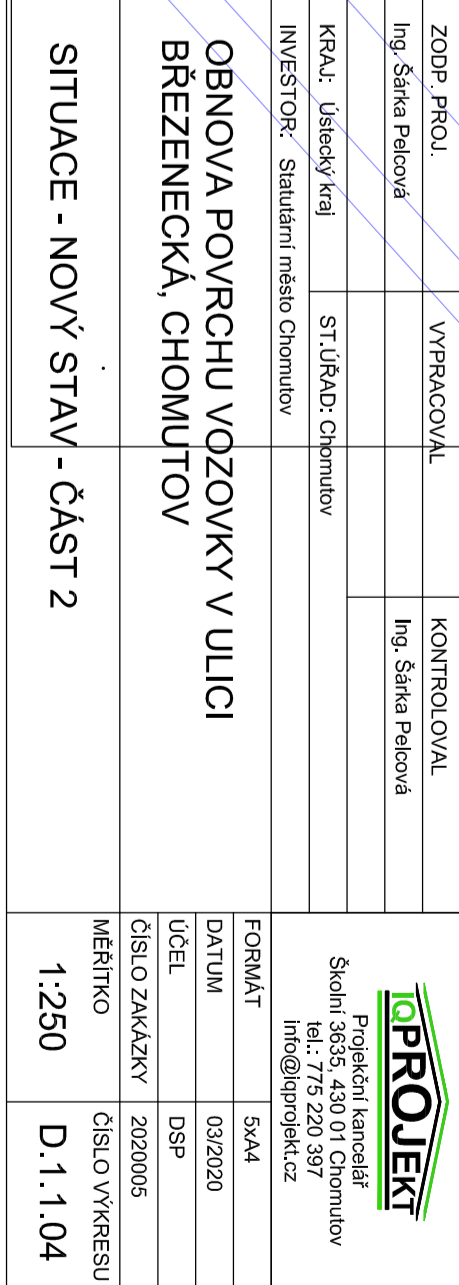 ZODP. PROJ.
VYPRACOVAL
KONTROLOVAL
Ing. Šárka Pelcová
Ing. Šárka Pelcová
KRAJ: Ústecký kraj
ST.ÚŘAD: Chomutov
INVESTOR: Statutární město Chomutov
IQPROJEKT
Projekční kancelář
Školní 3635, 430 01 Chomutov
tel.: 775 220 397
info@iqprojekt.cz
OBNOVA POVRCHU VOZOVKY V ULICI
BŘEZENECKÁ, CHOMUTOV
FORMÁT 5xA4
DATUM 03/2020
ÚČEL DSP
ČÍSLO ZAKÁZKY 2020005
SITUACE - NOVÝ STAV - ČÁST 2
MĚŘÍTKO
1:250
ČÍSLO VÝKRESU
D.1.1.04